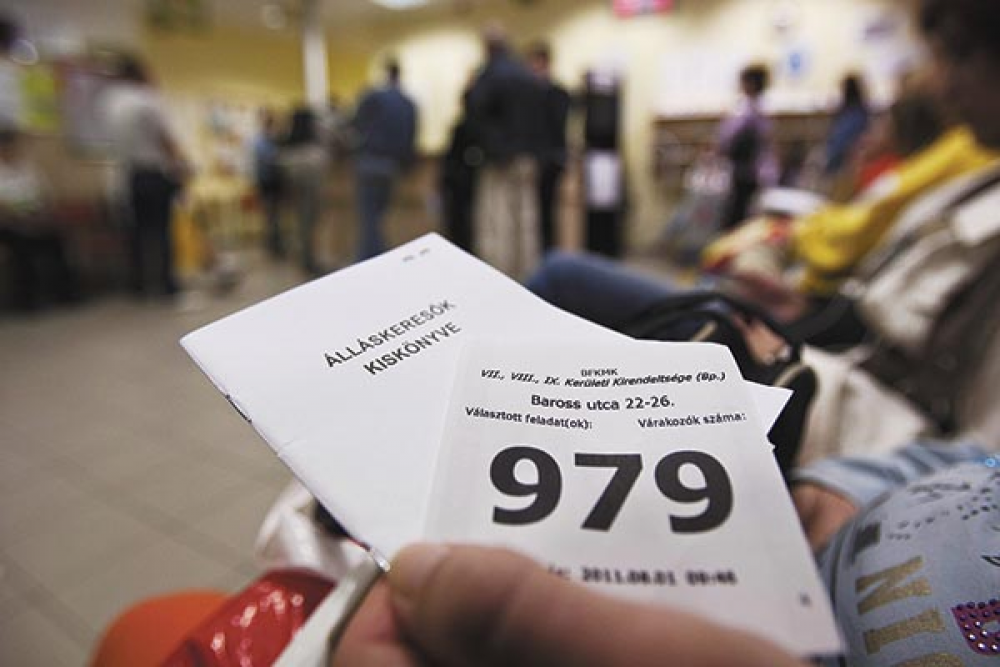 ÁLLÁSKERESŐK
KISKÖNYVE
BFKMK
VII., VIII., IX. Kerületi Kirendeltsége (Bp.)
Baross utca 22-26.
Választott feladat(ok): Várakozók száma:
979
2011.08.01 09:46